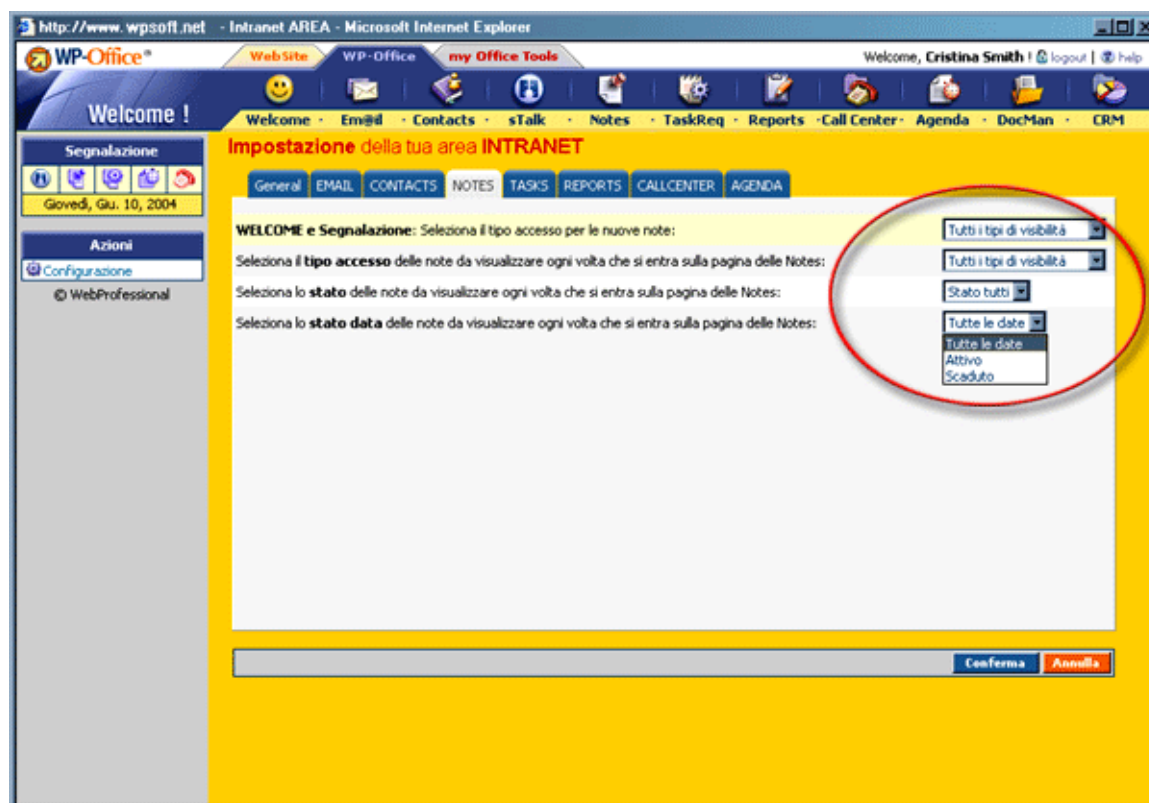 http://www.wpsoft.net - Intranet AREA - Microsoft Internet Explorer
WP-Office®
WebSite WP-Office my Office Tools
Welcome, Cristina Smith ! logout | help
Welcome !
Welcome · Em@il · Contacts · sTalk · Notes · TaskReq · Reports ·Call Center· Agenda · DocMan · CRM
Impostazione della tua area INTRANET
Segnalazione
Giovedì, Giu. 10, 2004
Azioni
Configurazione
© WebProfessional
General EMAIL CONTACTS NOTES TASKS REPORTS CALLCENTER AGENDA
WELCOME e Segnalazione: Seleziona il tipo accesso per le nuove note: Tutti i tipi di visibilità
Seleziona il tipo accesso delle note da visualizzare ogni volta che si entra sulla pagina delle Notes: Tutti i tipi di visibilità
Seleziona lo stato delle note da visualizzare ogni volta che si entra sulla pagina delle Notes: Stato tutti
Seleziona lo stato data delle note da visualizzare ogni volta che si entra sulla pagina delle Notes: Tutte le date
Tutte le date
Attivo
Scaduto
Conferma Annulla